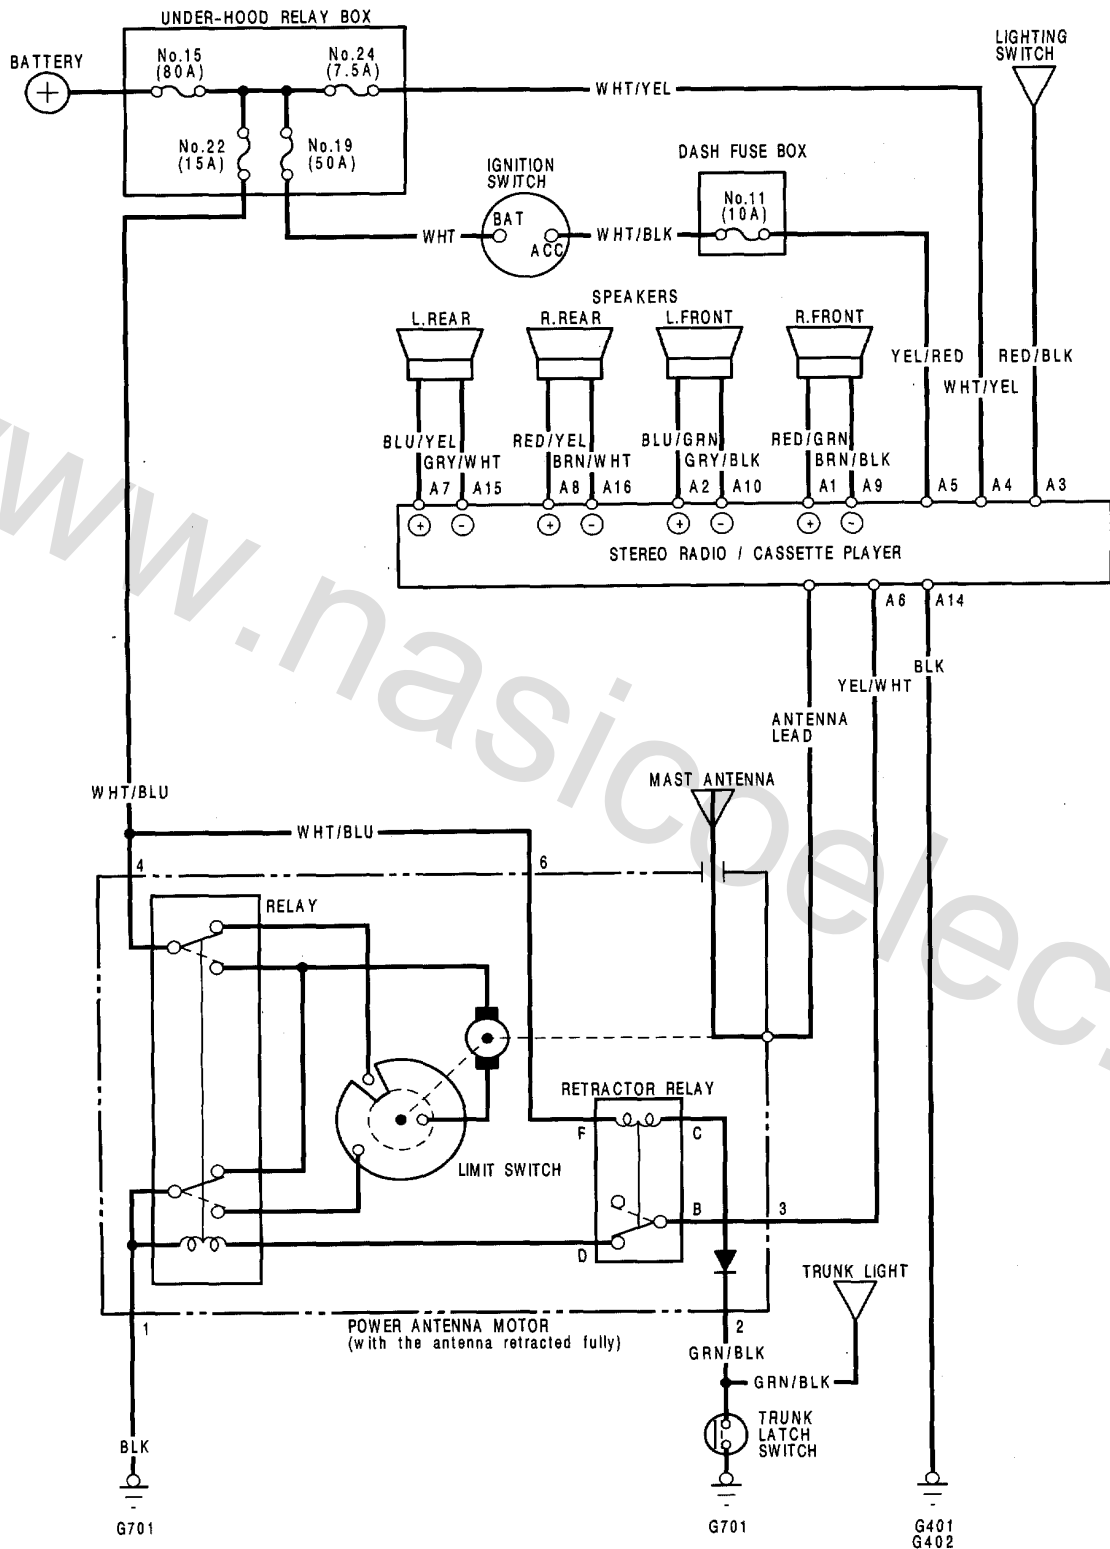 UNDER-HOOD RELAY BOX
BATTERY
No.15
(80A)
No.24
(7.5A)
LIGHTING
SWITCH
WHT/YEL
No.22
(15A)
No.19
(50A)
IGNITION
SWITCH
DASH FUSE BOX
BAT
ACC
WHT
WHT/BLK
No.11
(10A)
SPEAKERS
L.REAR
R.REAR
L.FRONT
R.FRONT
YEL/RED
RED/BLK
WHT/YEL
BLU/YEL
RED/YEL
BLU/GRN
RED/GRN
GRY/WHT
BRN/WHT
GRY/BLK
BRN/BLK
A7
A15
A8
A16
A2
A10
A1
A9
A5
A4
A3
+
-
+
-
+
-
+
-
STEREO RADIO / CASSETTE PLAYER
A6
A14
BLK
YEL/WHT
ANTENNA
LEAD
MAST ANTENNA
WHT/BLU
WHT/BLU
4
6
RELAY
RETRACTOR RELAY
F
C
LIMIT SWITCH
B
3
D
TRUNK LIGHT
1
POWER ANTENNA MOTOR
(with the antenna retracted fully)
2
GRN/BLK
GRN/BLK
TRUNK
LATCH
SWITCH
BLK
G701
G701
G401
G402
www.nasicoelec.